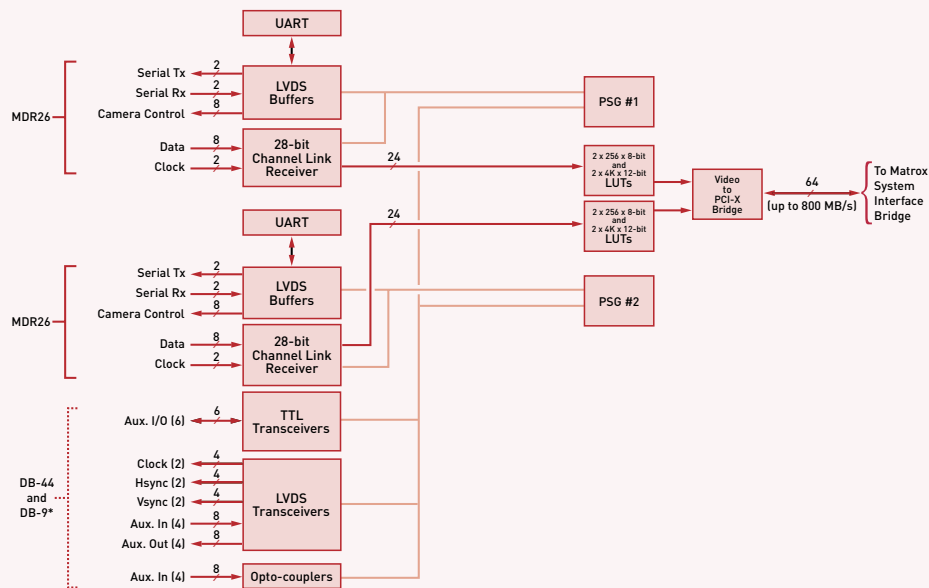 UART
MDR26
Serial Tx
2
Serial Rx
2
Camera Control
8
LVDS
Buffers
Data
8
Clock
2
28-bit
Channel Link
Receiver
24
PSG #1
2 x 256 x 8-bit
and
2 x 4K x 12-bit
LUTs
Video
to
PCI-X
Bridge
64
(up to 800 MB/s)
To Matrox
System
Interface
Bridge
UART
24
2 x 256 x 8-bit
and
2 x 4K x 12-bit
LUTs
MDR26
Serial Tx
2
Serial Rx
2
Camera Control
8
LVDS
Buffers
PSG #2
Data
8
Clock
2
28-bit
Channel Link
Receiver
DB-44
and
DB-9*
Aux. I/O (6)
6
TTL
Transceivers
Clock (2)
4
Hsync (2)
4
Vsync (2)
4
Aux. In (4)
8
Aux. Out (4)
8
LVDS
Transceivers
Aux. In (4)
8
Opto-couplers